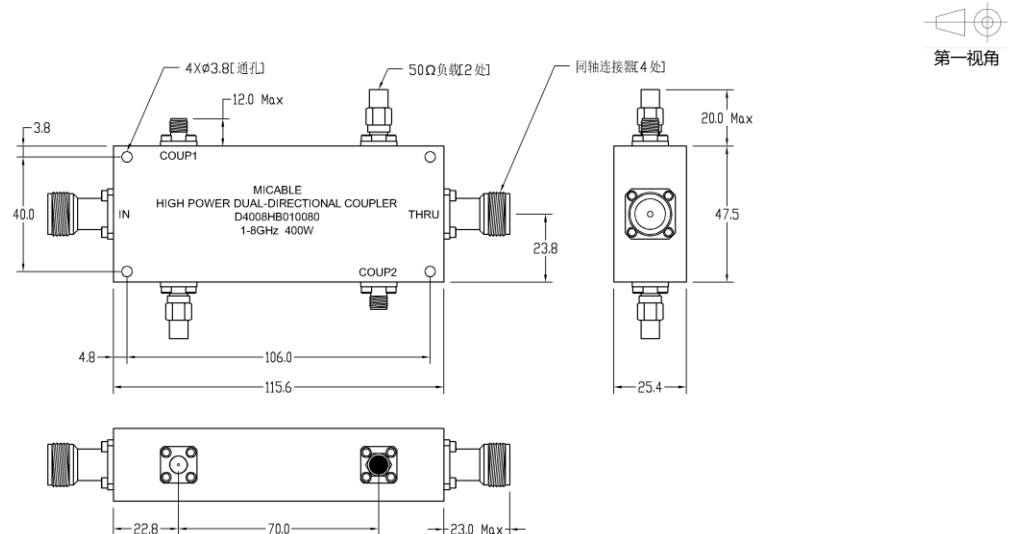 第一视角
4XØ3.8[通孔]
50Ω负载[2处]
同轴连接器[4处]
12.0 Max
20.0 Max
3.8
COUP1
MICABLE
HIGH POWER DUAL-DIRECTIONAL COUPLER
D4008HB010080
1-8GHz 400W
IN
THRU
40.0
47.5
23.8
COUP2
4.8
106.0
115.6
25.4
22.8
70.0
23.0 Max